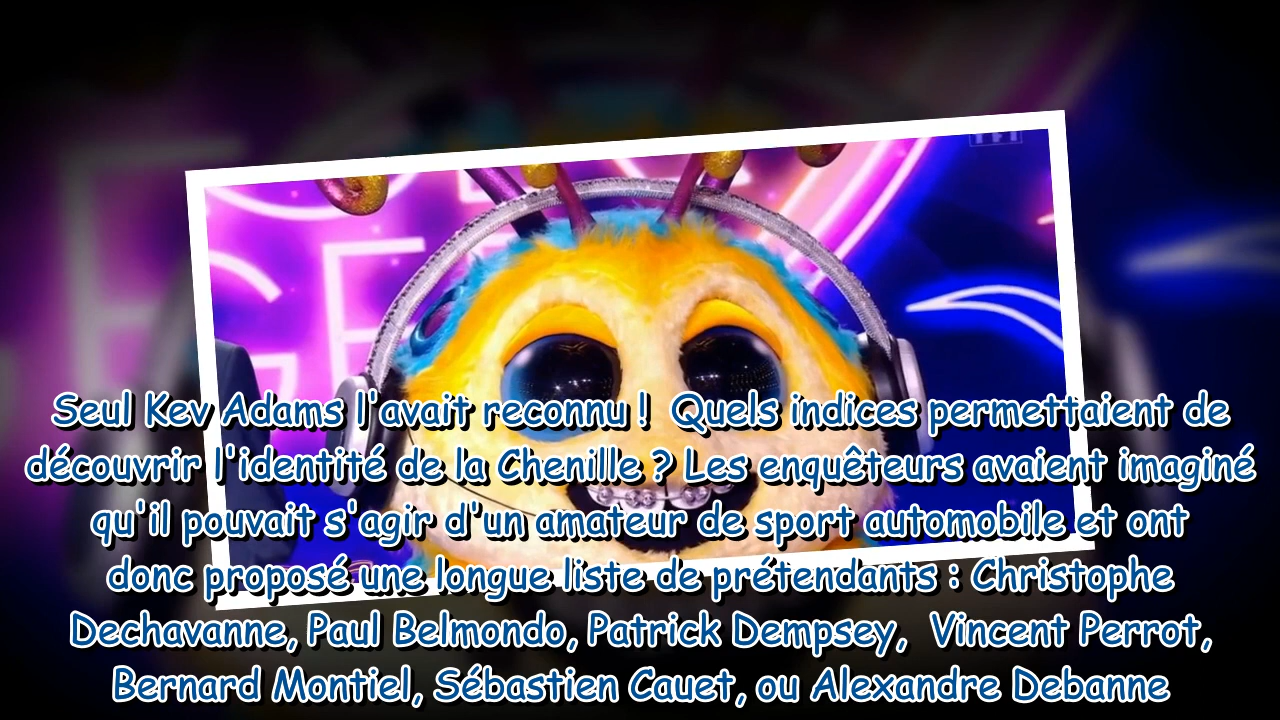 Seul Kev Adams l'avait reconnu ! Quels indices permettaient de
découvrir l'identité de la Chenille ? Les enquêteurs avaient imaginé
qu'il pouvait s'agir d'un amateur de sport automobile et ont
donc proposé une longue liste de prétendants : Christophe
Dechavanne, Paul Belmondo, Patrick Dempsey, Vincent Perrot,
Bernard Montiel, Sébastien Cauet, ou Alexandre Debanne